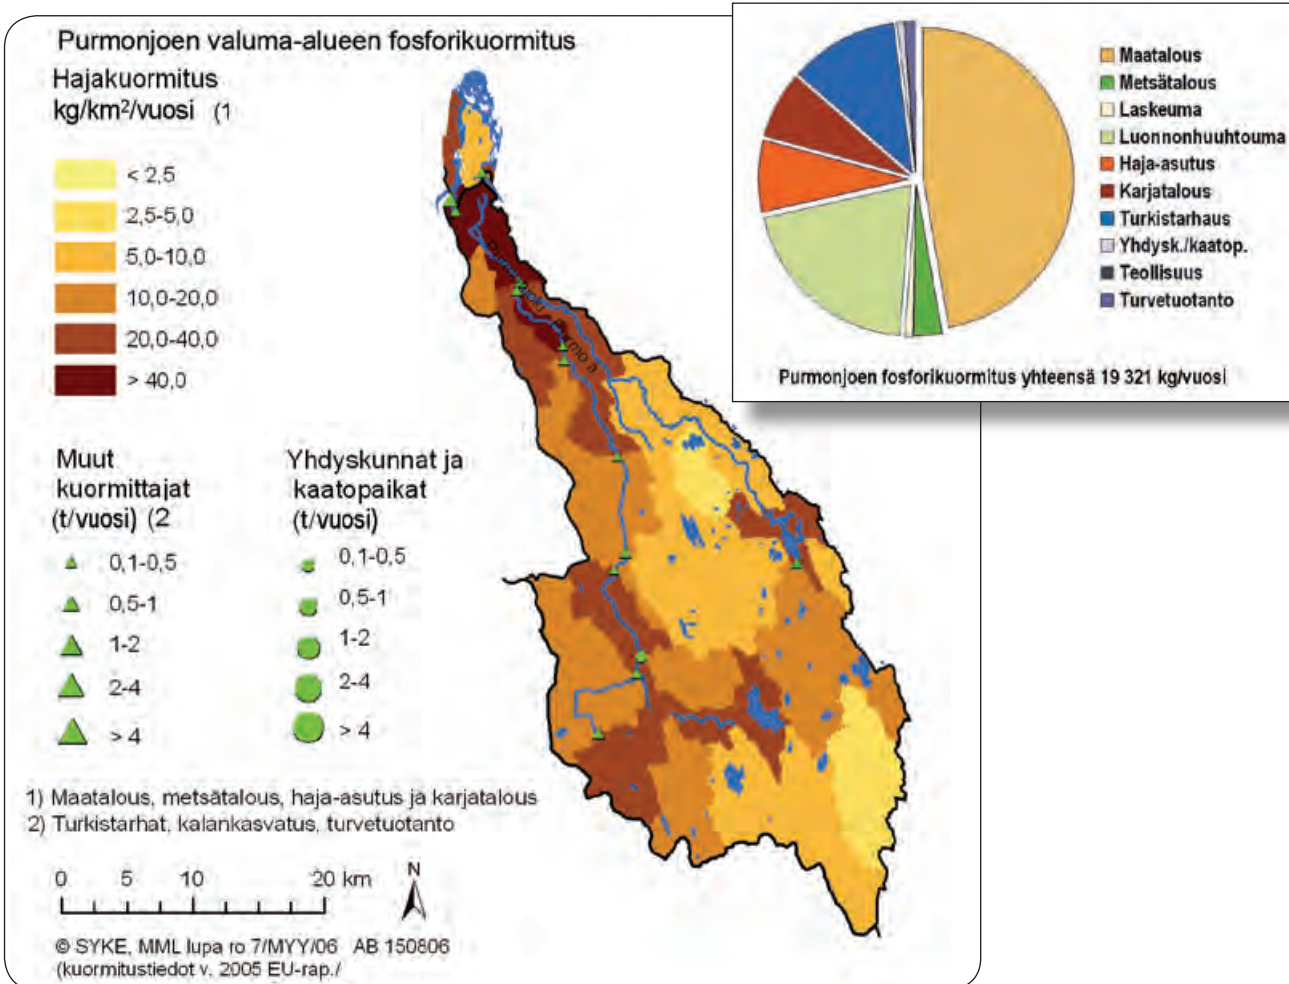 Purmonjoen valuma-alueen fosforikuormitus
Hajakuormitus
kg/km²/vuosi (1
< 2,5
2,5-5,0
5,0-10,0
10,0-20,0
20,0-40,0
> 40,0
Muut
kuormittajat
(t/vuosi) (2
0,1-0,5
0,5-1
1-2
2-4
> 4
Yhdyskunnat ja
kaatopaikat
(t/vuosi)
0,1-0,5
0,5-1
1-2
2-4
> 4
1) Maatalous, metsätalous, haja-asutus ja karjatalous
2) Turkistarhat, kalankasvatus, turvetuotanto
0 5 10 20 km
N
© SYKE, MML lupa ro 7/MYY/06 AB 150806
(kuormitustiedot v. 2005 EU-rap./
Maatalous
Metsätalous
Laskeuma
Luonnonhuuhtouma
Haja-asutus
Karjatalous
Turkistarhaus
Yhdysk./kaatop.
Teollisuus
Turvetuotanto
Purmonjoen fosforikuormitus yhteensä 19 321 kg/vuosi